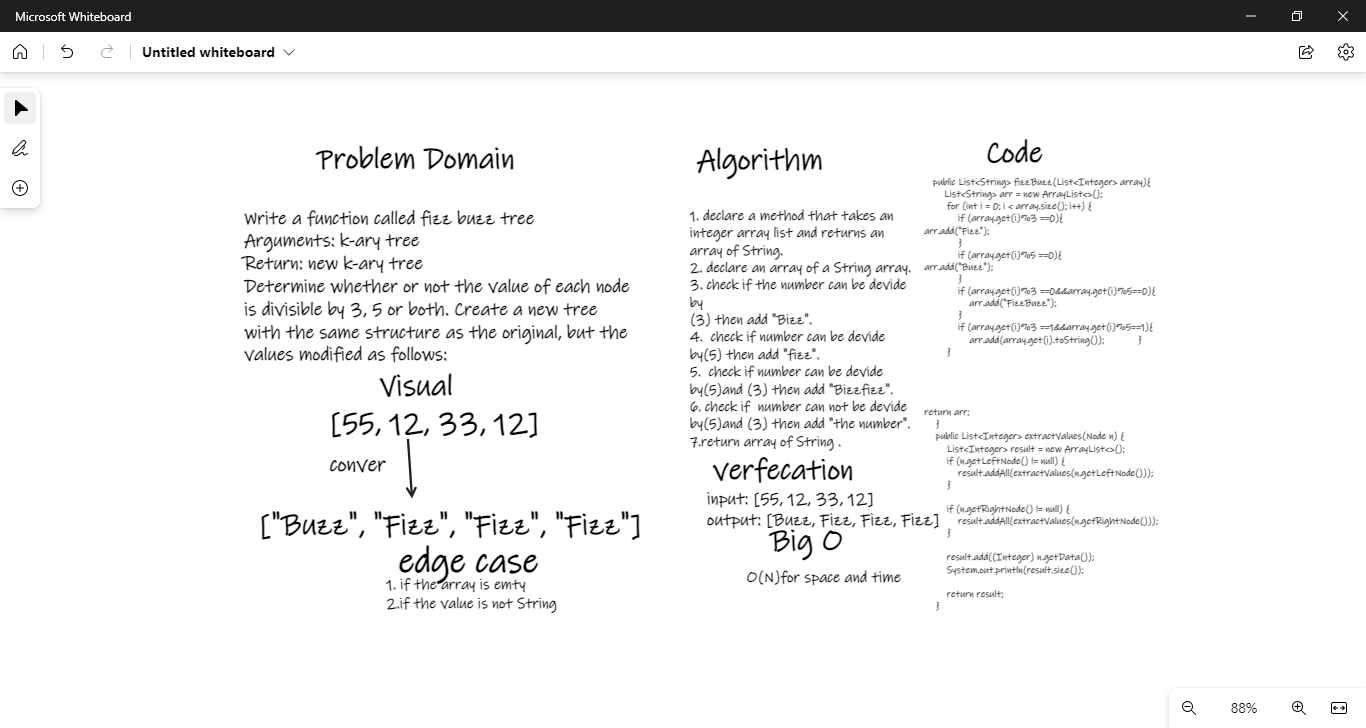 Microsoft Whiteboard
Untitled whiteboard
Problem Domain
Write a function called fizz buzz tree
Arguments: k-ary tree
Return: new k-ary tree
Determine whether or not the value of each node
is divisible by 3, 5 or both. Create a new tree
with the same structure as the original, but the
values modified as follows:
Visual
[55, 12, 33, 12]
conver
["Buzz", "Fizz", "Fizz", "Fizz"]
edge case
1. if the array is emty
2.if the value is not String
Algorithm
1. declare a method that takes an
integer array list and returns an
array of String.
2. declare an array of a String array.
3. check if the number can be devide
by
(3) then add "Bizz".
4. check if number can be devide
by(5) then add "fizz".
5. check if number can be devide
by(5)and (3) then add "Bizzfizz".
6. check if number can not be devide
by(5)and (3) then add "the number".
7.return array of String .
verfecation
input: [55, 12, 33, 12]
output: [Buzz, Fizz, Fizz, Fizz]
Big O
O(N)for space and time
Code
public List<String> fizzBuzz(List<Integer> array){
List<String> arr = new ArrayList<>();
for (int i = 0; i < array.size(); i++) {
if (array.get(i)%3 ==0){
arr.add("Fizz");
}
if (array.get(i)%5 ==0){
arr.add("Buzz");
}
if (array.get(i)%3 ==0&&array.get(i)%5==0){
arr.add("FizzBuzz");
}
if (array.get(i)%3 ==1&&array.get(i)%5==1){
arr.add(array.get(i).toString()); }
}
return arr;
}
public List<Integer> extractValues(Node n) {
List<Integer> result = new ArrayList<>();
if (n.getLeftNode() != null) {
result.addAll(extractValues(n.getLeftNode()));
}
if (n.gefRightNode() != null) {
result.addAll(extractValues(n.gefRightNode()));
}
result.add((Integer) n.getData());
System.out.println(result.size());
return result;
}
88%